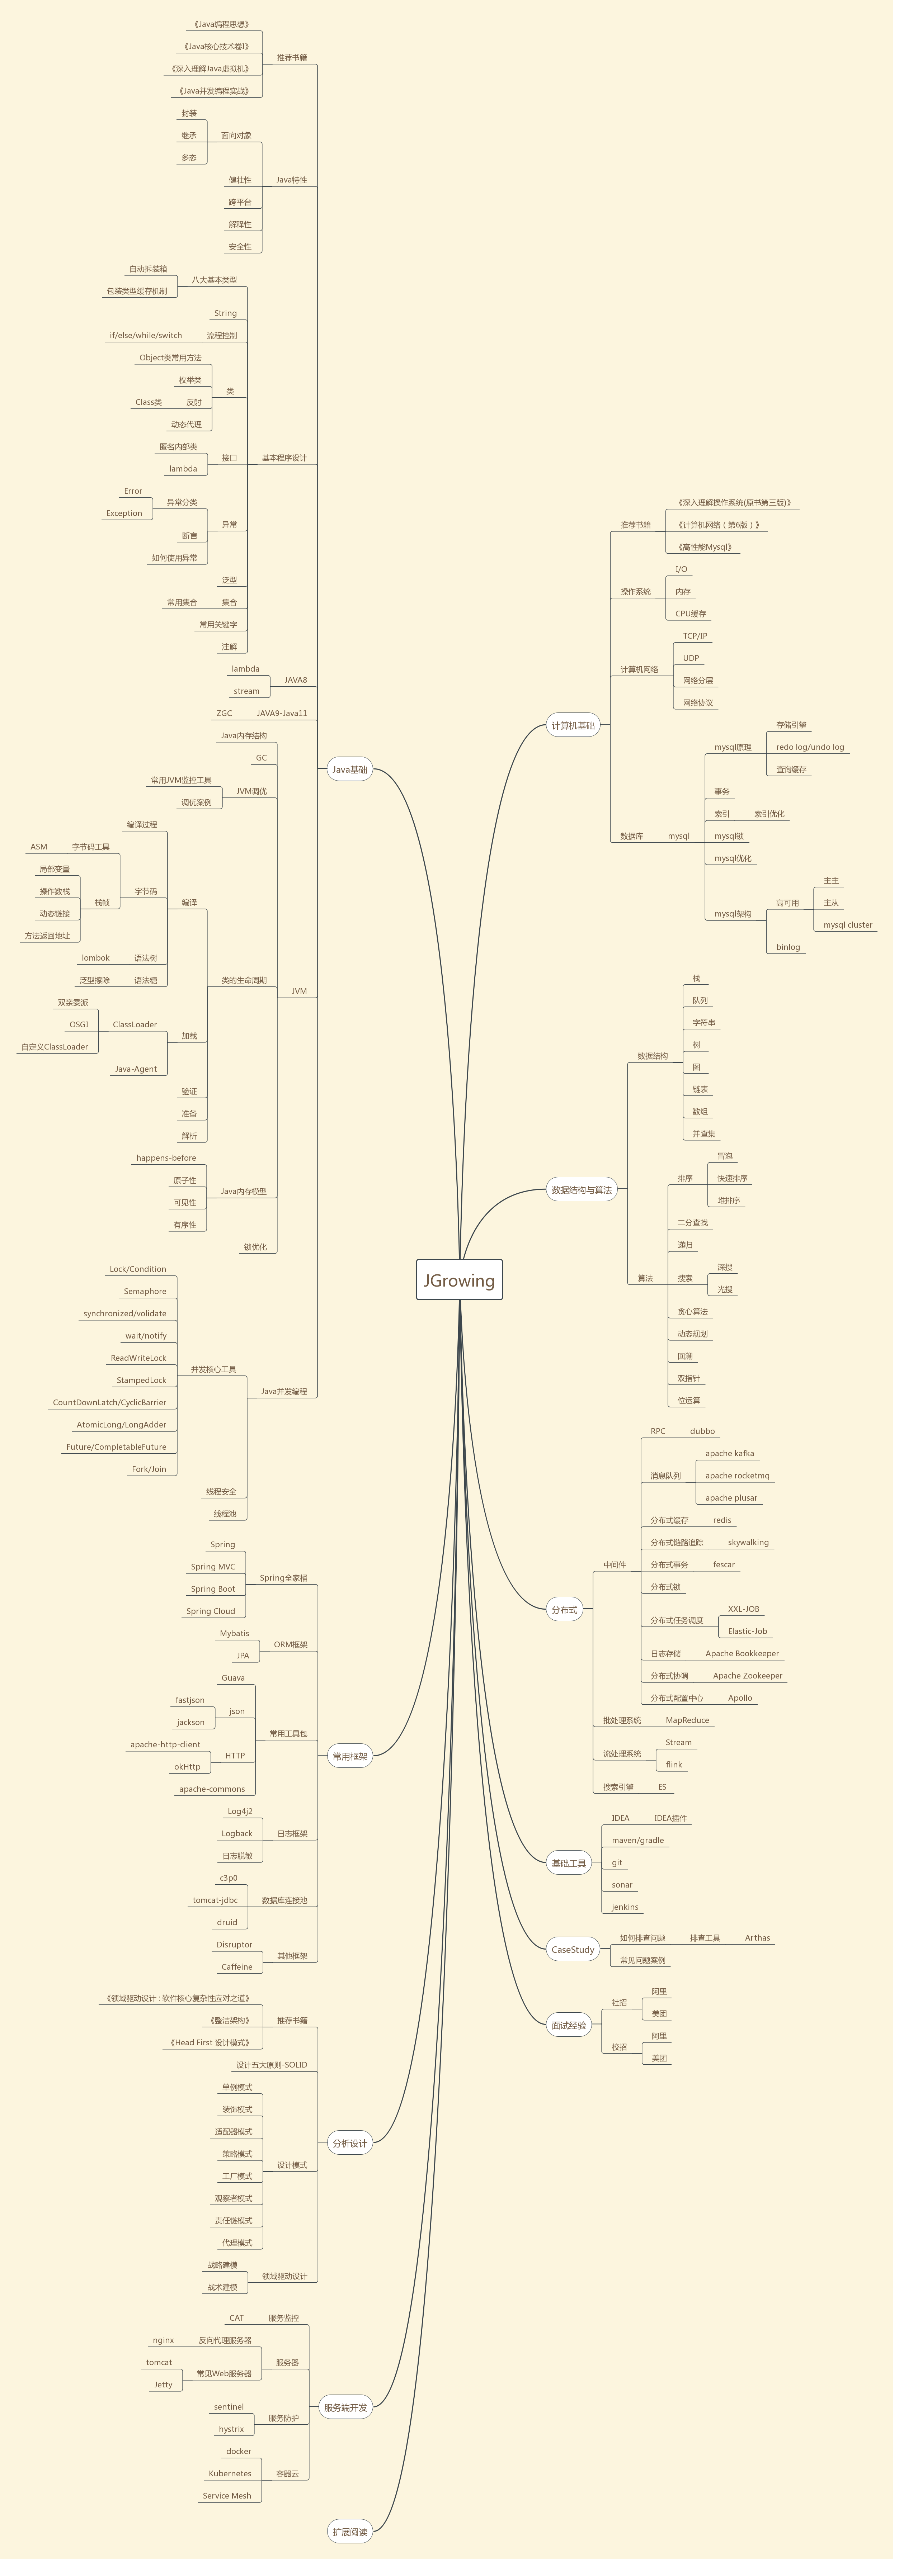 JGrowing
Java基础
推荐书籍
《Java编程思想》
《Java核心技术卷I》
《深入理解Java虚拟机》
《Java并发编程实战》
Java特性
面向对象
封装
继承
多态
健壮性
跨平台
解释性
安全性
基本程序设计
八大基本类型
自动拆装箱
包装类型缓存机制
String
流程控制
if/else/while/switch
类
Object类常用方法
枚举类
反射
Class类
动态代理
接口
匿名内部类
lambda
异常
异常分类
Error
Exception
断言
如何使用异常
泛型
集合
常用集合
常用关键字
注解
JAVA8
lambda
stream
JAVA9-Java11
ZGC
JVM
Java内存结构
GC
JVM调优
常用JVM监控工具
调优案例
类的生命周期
编译
编译过程
字节码
字节码工具
ASM
栈帧
局部变量
操作数栈
动态链接
方法返回地址
语法树
lombok
语法糖
泛型擦除
加载
ClassLoader
双亲委派
OSGI
自定义ClassLoader
Java-Agent
验证
准备
解析
Java内存模型
happens-before
原子性
可见性
有序性
锁优化
Java并发编程
并发核心工具
Lock/Condition
Semaphore
synchronized/volidate
wait/notify
ReadWriteLock
StampedLock
CountDownLatch/CyclicBarrier
AtomicLong/LongAdder
Future/CompletableFuture
Fork/Join
线程安全
线程池
常用框架
Spring全家桶
Spring
Spring MVC
Spring Boot
Spring Cloud
ORM框架
Mybatis
JPA
常用工具包
Guava
json
fastjson
jackson
HTTP
apache-http-client
okHttp
apache-commons
日志框架
Log4j2
Logback
日志脱敏
数据库连接池
c3p0
tomcat-jdbc
druid
其他框架
Disruptor
Caffeine
分析设计
推荐书籍
《领域驱动设计 : 软件核心复杂性应对之道》
《整洁架构》
《Head First 设计模式》
设计五大原则-SOLID
设计模式
单例模式
装饰模式
适配器模式
策略模式
工厂模式
观察者模式
责任链模式
代理模式
领域驱动设计
战略建模
战术建模
服务端开发
服务监控
CAT
服务器
反向代理服务器
nginx
常见Web服务器
tomcat
Jetty
服务防护
sentinel
hystrix
容器云
docker
Kubernetes
Service Mesh
扩展阅读
计算机基础
推荐书籍
《深入理解操作系统(原书第三版)》
《计算机网络（第6版）》
《高性能Mysql》
操作系统
I/O
内存
CPU缓存
计算机网络
TCP/IP
UDP
网络分层
网络协议
数据库
mysql
mysql原理
存储引擎
redo log/undo log
查询缓存
事务
索引
索引优化
mysql锁
mysql优化
mysql架构
高可用
主主
主从
mysql cluster
binlog
数据结构与算法
数据结构
栈
队列
字符串
树
图
链表
数组
并查集
算法
排序
冒泡
快速排序
堆排序
二分查找
递归
搜索
深搜
光搜
贪心算法
动态规划
回溯
双指针
位运算
分布式
中间件
RPC
dubbo
消息队列
apache kafka
apache rocketmq
apache plusar
分布式缓存
redis
分布式链路追踪
skywalking
分布式事务
fescar
分布式锁
分布式任务调度
XXL-JOB
Elastic-Job
日志存储
Apache Bookkeeper
分布式协调
Apache Zookeeper
分布式配置中心
Apollo
批处理系统
MapReduce
流处理系统
Stream
flink
搜索引擎
ES
基础工具
IDEA
IDEA插件
maven/gradle
git
sonar
jenkins
CaseStudy
如何排查问题
排查工具
Arthas
常见问题案例
面试经验
社招
阿里
美团
校招
阿里
美团